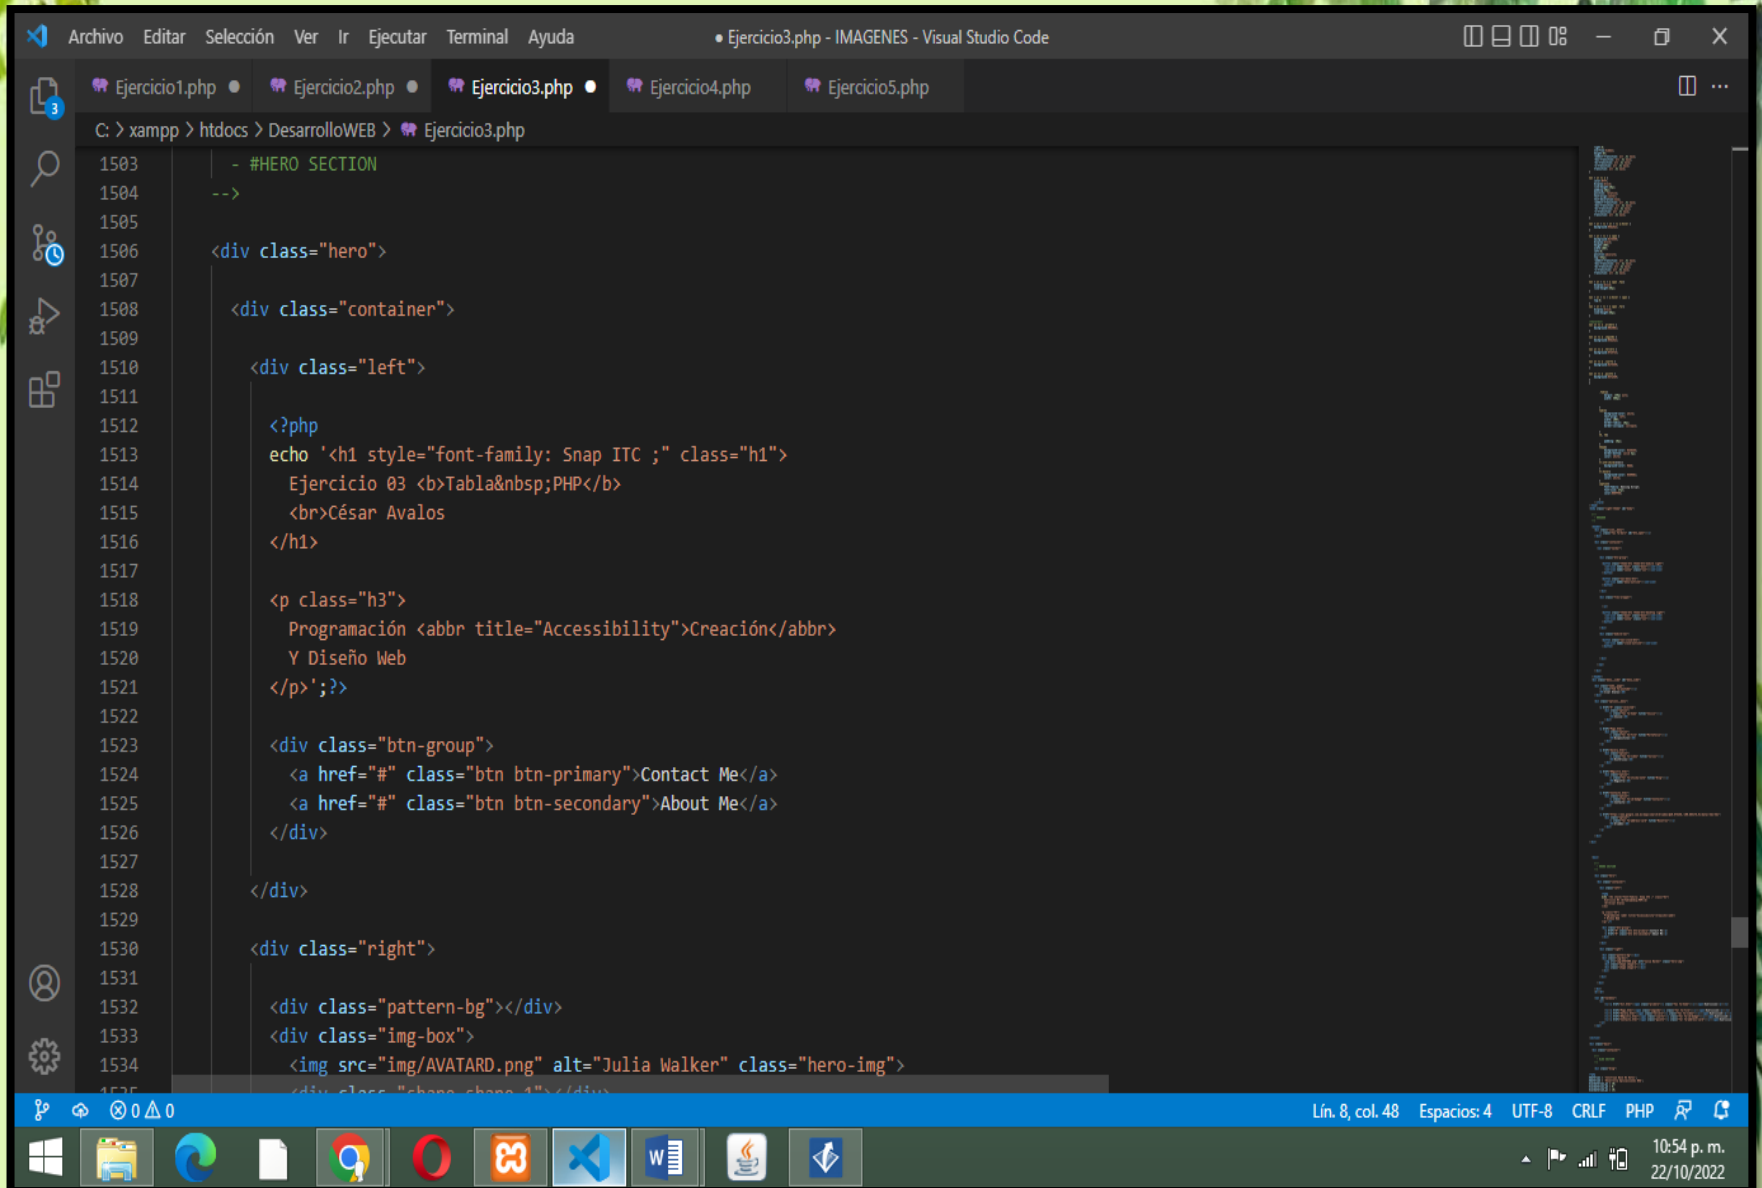 Archivo Editar Selección Ver Ir Ejecutar Terminal Ayuda
● Ejercicio3.php - IMAGENES - Visual Studio Code
Ejercicio1.php ● Ejercicio2.php ● Ejercicio3.php ● Ejercicio4.php Ejercicio5.php
3
C: > xampp > htdocs > DesarrolloWEB > Ejercicio3.php
1503 - #HERO SECTION
1504 -->
1505
1506 <div class="hero">
1507
1508 <div class="container">
1509
1510 <div class="left">
1511
1512 <?php
1513 echo '<h1 style="font-family: Snap ITC ;" class="h1">
1514 Ejercicio 03 <b>Tabla&nbsp;PHP</b>
1515 <br>César Avalos
1516 </h1>
1517
1518 <p class="h3">
1519 Programación <abbr title="Accessibility">Creación</abbr>
1520 Y Diseño Web
1521 </p>';?>
1522
1523 <div class="btn-group">
1524 <a href="#" class="btn btn-primary">Contact Me</a>
1525 <a href="#" class="btn btn-secondary">About Me</a>
1526 </div>
1527
1528 </div>
1529
1530 <div class="right">
1531
1532 <div class="pattern-bg"></div>
1533 <div class="img-box">
1534 <img src="img/AVATARD.png" alt="Julia Walker" class="hero-img">
1535 <div class="shape shape-1"></div>
0 0 Lín. 8, col. 48 Espacios: 4 UTF-8 CRLF PHP
10:54 p. m.
22/10/2022